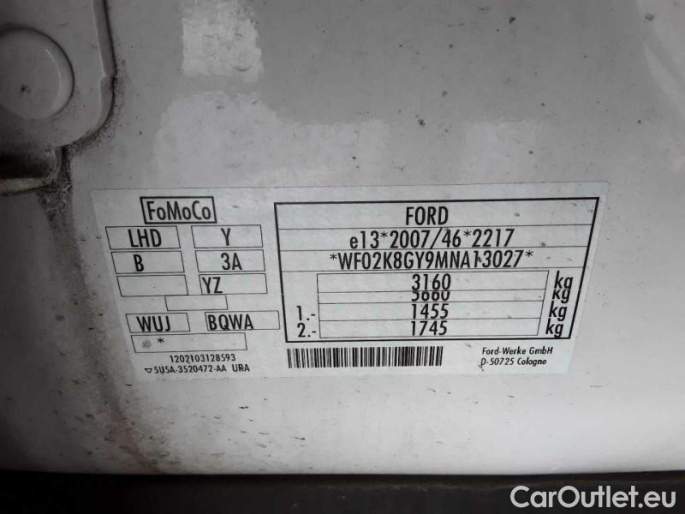 FoMoCo
LHD Y
B 3A
YZ
WUJ BQWA
*
1202103128593
5U5A-3520472-AA URA
FORD
e13*2007/46*2217
*WF02K8GY9MNA13027*
3160 kg
kg
1.- 1455 kg
2.- 1745 kg
Ford-Werke GmbH
D-50725 Cologne
CarOutlet.eu